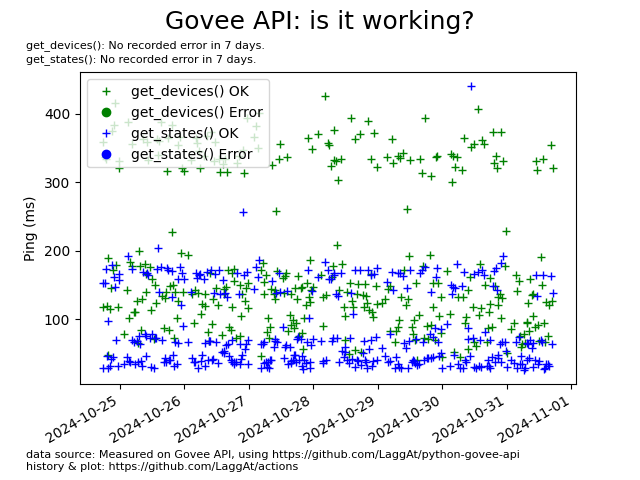 Govee API: is it working?
get_devices(): No recorded error in 7 days.
get_states(): No recorded error in 7 days.
get_devices() OK
get_devices() Error
get_states() OK
get_states() Error
400
300
200
100
Ping (ms)
2024-10-25
2024-10-26
2024-10-27
2024-10-28
2024-10-29
2024-10-30
2024-10-31
2024-11-01
data source: Measured on Govee API, using https://github.com/LaggAt/python-govee-api
history & plot: https://github.com/LaggAt/actions